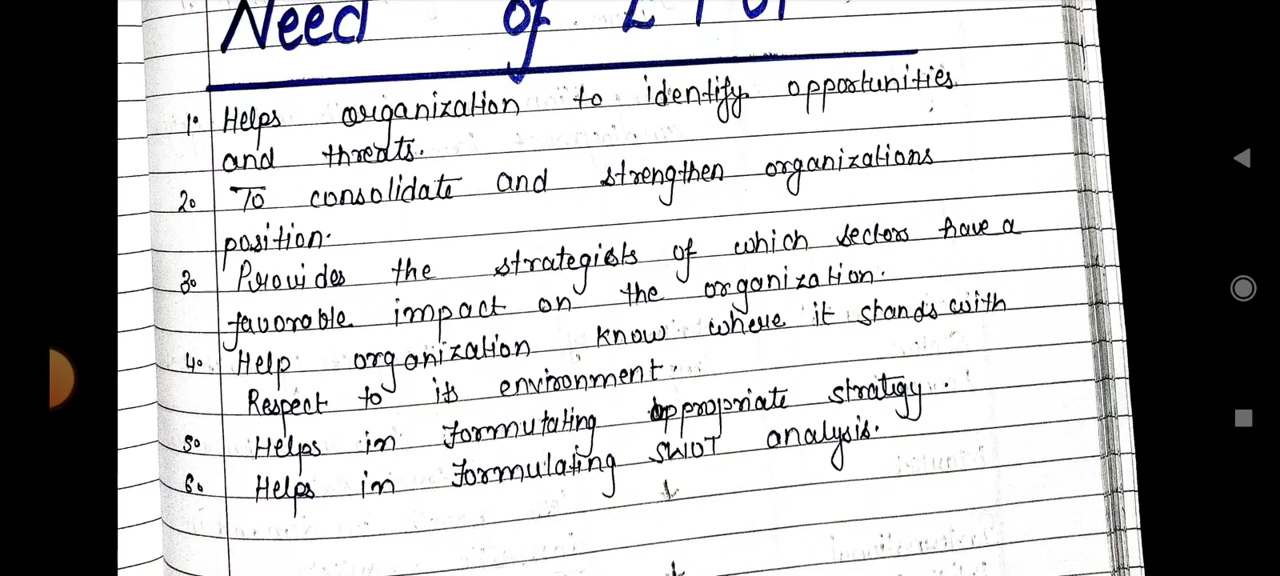 Need of ETOP
1. Helps organization to identify opportunities
and threats.
2. To consolidate and strengthen organizations
position.
3. Provides the strategists of which sectors have a
favorable impact on the organization.
4. Help organization know where it stands with
Respect to its environment.
5. Helps in formutating appropriate strategy.
6. Helps in formulating SWOT analysis.